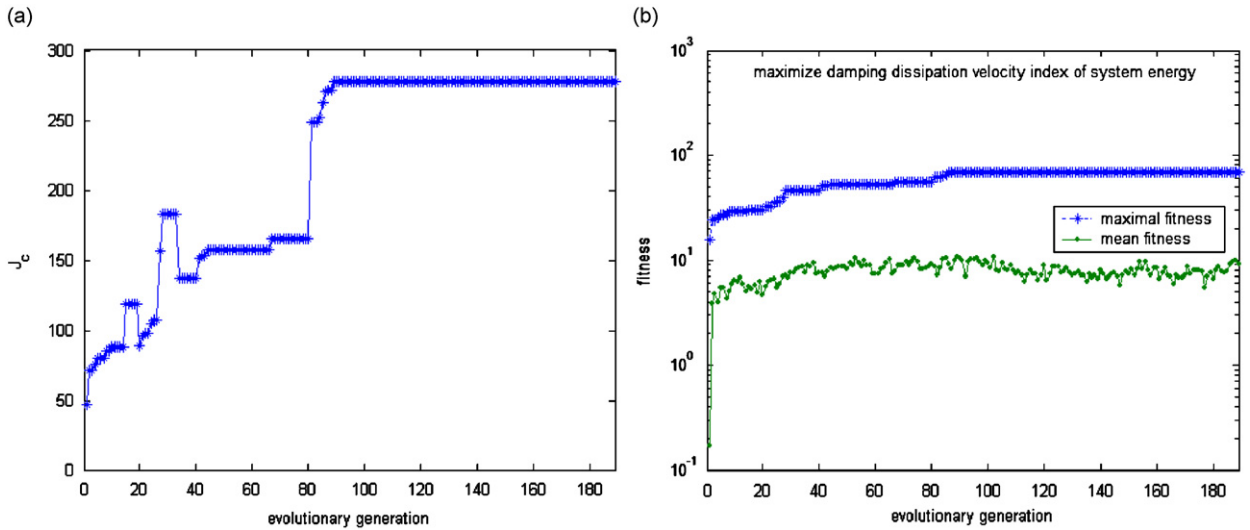 (a)
300
250
200
150
100
50
0
J_c
0 20 40 60 80 100 120 140 160 180
evolutionary generation
(b)
10^3
10^2
10^1
10^0
10^-1
fitness
maximize damping dissipation velocity index of system energy
maximal fitness
mean fitness
0 20 40 60 80 100 120 140 160 180
evolutionary generation